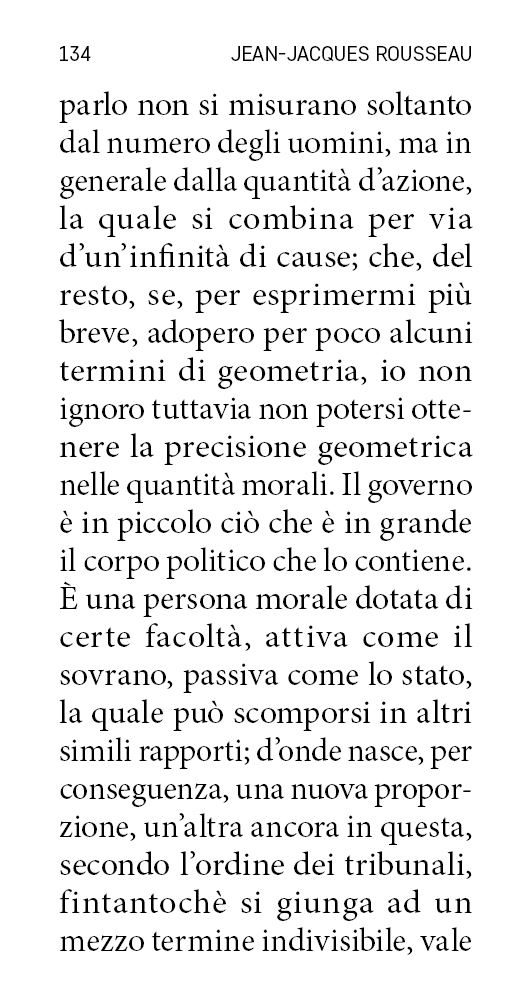 134 JEAN-JACQUES ROUSSEAU
parlo non si misurano soltanto
dal numero degli uomini, ma in
generale dalla quantità d’azione,
la quale si combina per via
d’un’infinità di cause; che, del
resto, se, per esprimermi più
breve, adopero per poco alcuni
termini di geometria, io non
ignoro tuttavia non potersi otte-
nere la precisione geometrica
nelle quantità morali. Il governo
è in piccolo ciò che è in grande
il corpo politico che lo contiene.
È una persona morale dotata di
certe facoltà, attiva come il
sovrano, passiva come lo stato,
la quale può scomporsi in altri
simili rapporti; d’onde nasce, per
conseguenza, una nuova propor-
zione, un’altra ancora in questa,
secondo l’ordine dei tribunali,
fintantochè si giunga ad un
mezzo termine indivisibile, vale